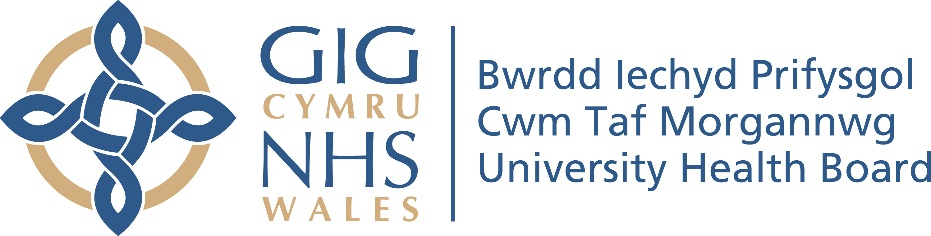 GIG
CYMRU
NHS
WALES
Bwrdd Iechyd Prifysgol
Cwm Taf Morgannwg
University Health Board